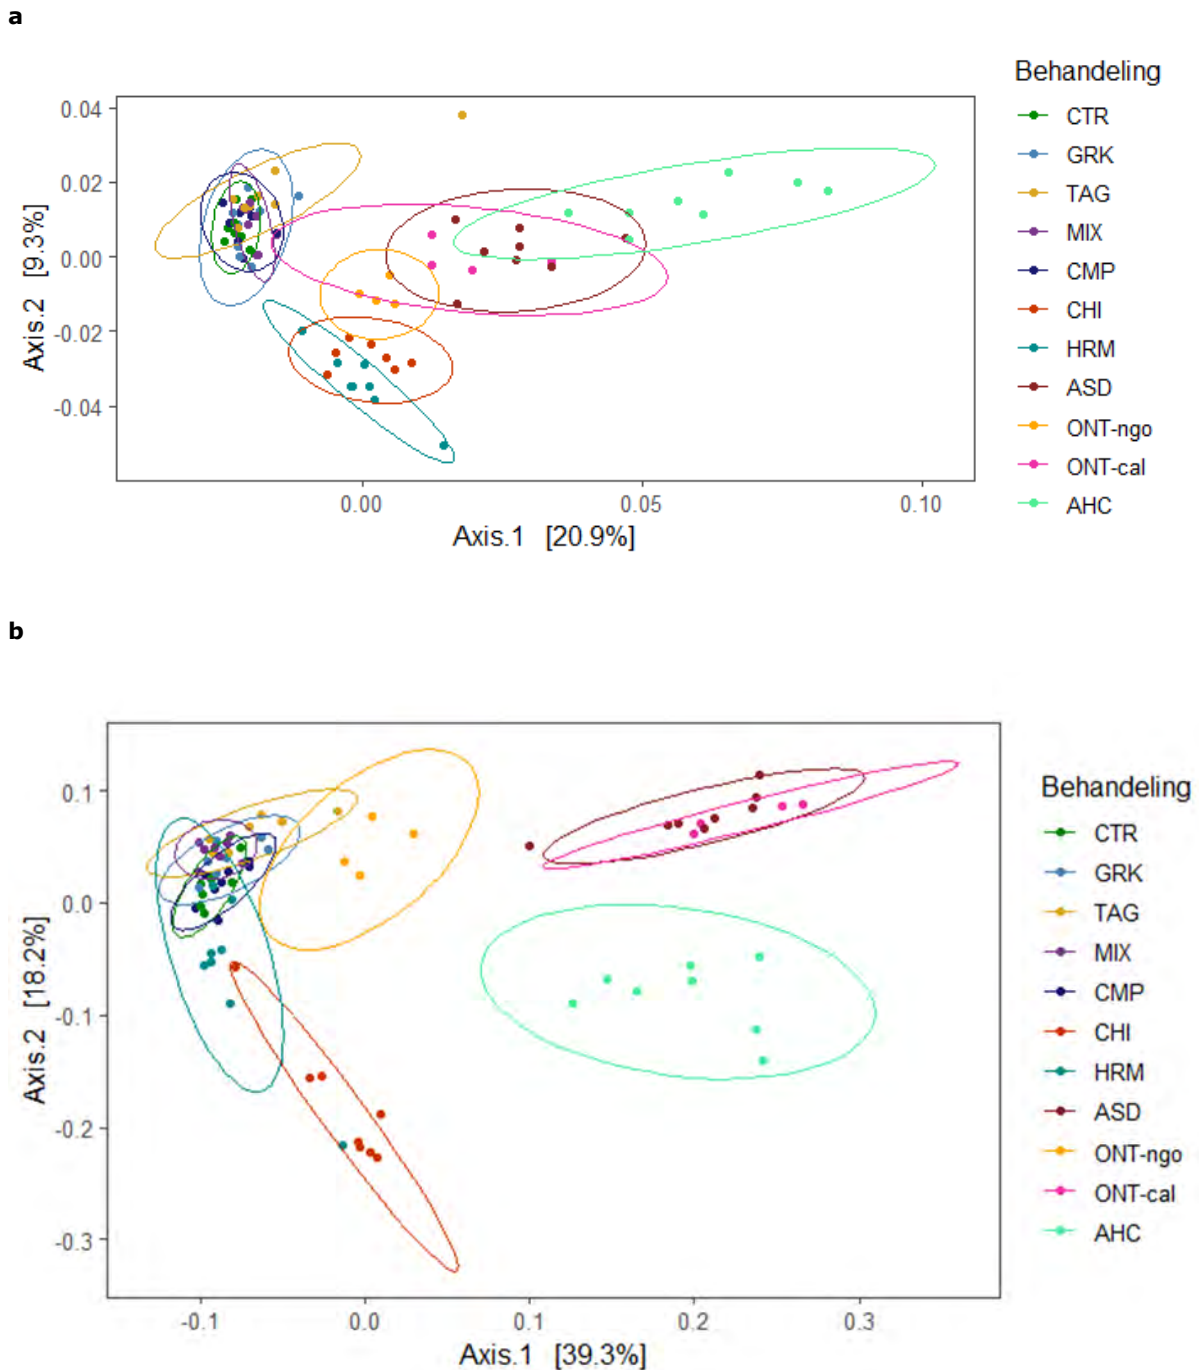 a
Behandeling
CTR
GRK
TAG
MIX
CMP
CHI
HRM
ASD
ONT-ngo
ONT-cal
AHC
0.04
0.02
0.00
-0.02
-0.04
Axis.2 [9.3%]
0.00 0.05 0.10
Axis.1 [20.9%]
b
Behandeling
CTR
GRK
TAG
MIX
CMP
CHI
HRM
ASD
ONT-ngo
ONT-cal
AHC
0.1
0.0
-0.1
-0.2
-0.3
Axis.2 [18.2%]
-0.1 0.0 0.1 0.2 0.3
Axis.1 [39.3%]